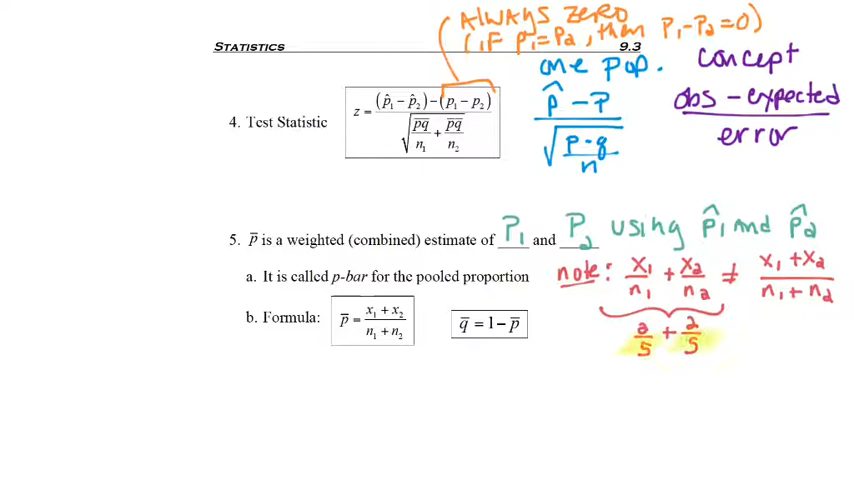 ALWAYS ZERO
(if p₁=p₂, then p₁-p₂=0)
STATISTICS 9.3
one pop. concept
4. Test Statistic z = ((p̂₁ − p̂₂) − (p₁ − p₂)) / √(p̄q̄/n₁ + p̄q̄/n₂)
(p̂ - p) / √(p·q/n)
(obs - expected) / error
5. p̄ is a weighted (combined) estimate of P₁ and P₂ using p̂₁ and p̂₂
a. It is called p-bar for the pooled proportion
note: x₁/n₁ + x₂/n₂ ≠ (x₁+x₂)/(n₁+n₂)
b. Formula: p̄ = (x₁ + x₂)/(n₁ + n₂) q̄ = 1 − p̄
2/5 + 2/5